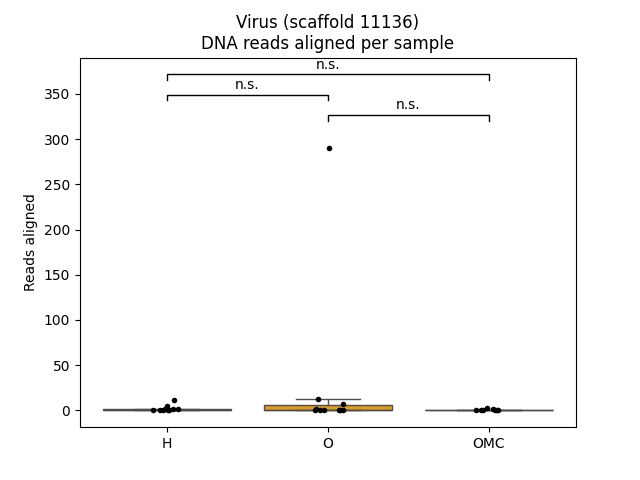 Virus (scaffold 11136)
DNA reads aligned per sample
n.s.
n.s.
n.s.
Reads aligned
350
300
250
200
150
100
50
0
H
O
OMC